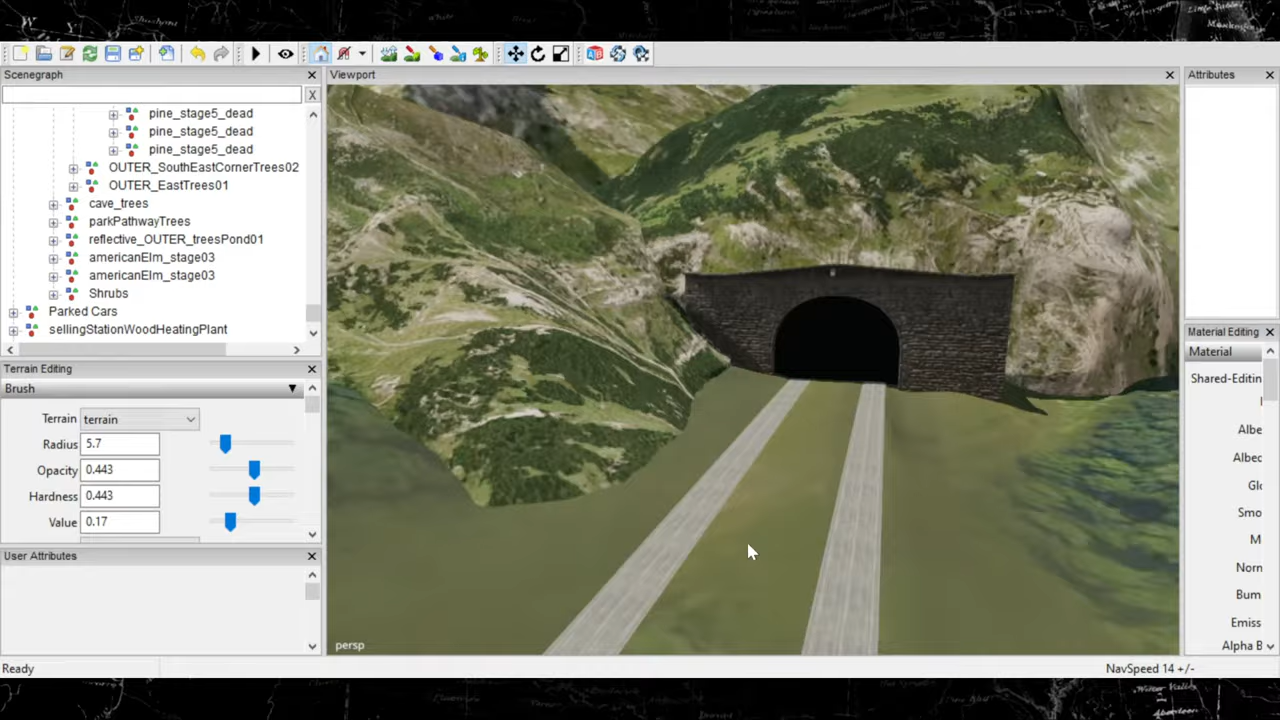 Scenegraph
X
pine_stage5_dead
pine_stage5_dead
pine_stage5_dead
OUTER_SouthEastCornerTrees02
OUTER_EastTrees01
cave_trees
parkPathwayTrees
reflective_OUTER_treesPond01
americanElm_stage03
americanElm_stage03
Shrubs
Parked Cars
sellingStationWoodHeatingPlant
Terrain Editing
Brush
Terrain terrain
Radius 5.7
Opacity 0.443
Hardness 0.443
Value 0.17
User Attributes
Ready
Viewport
persp
Attributes
Material Editing
Material
Shared-Editin
Albe
Albec
Glo
Smo
M
Norn
Bum
Emiss
Alpha B
NavSpeed 14 +/-